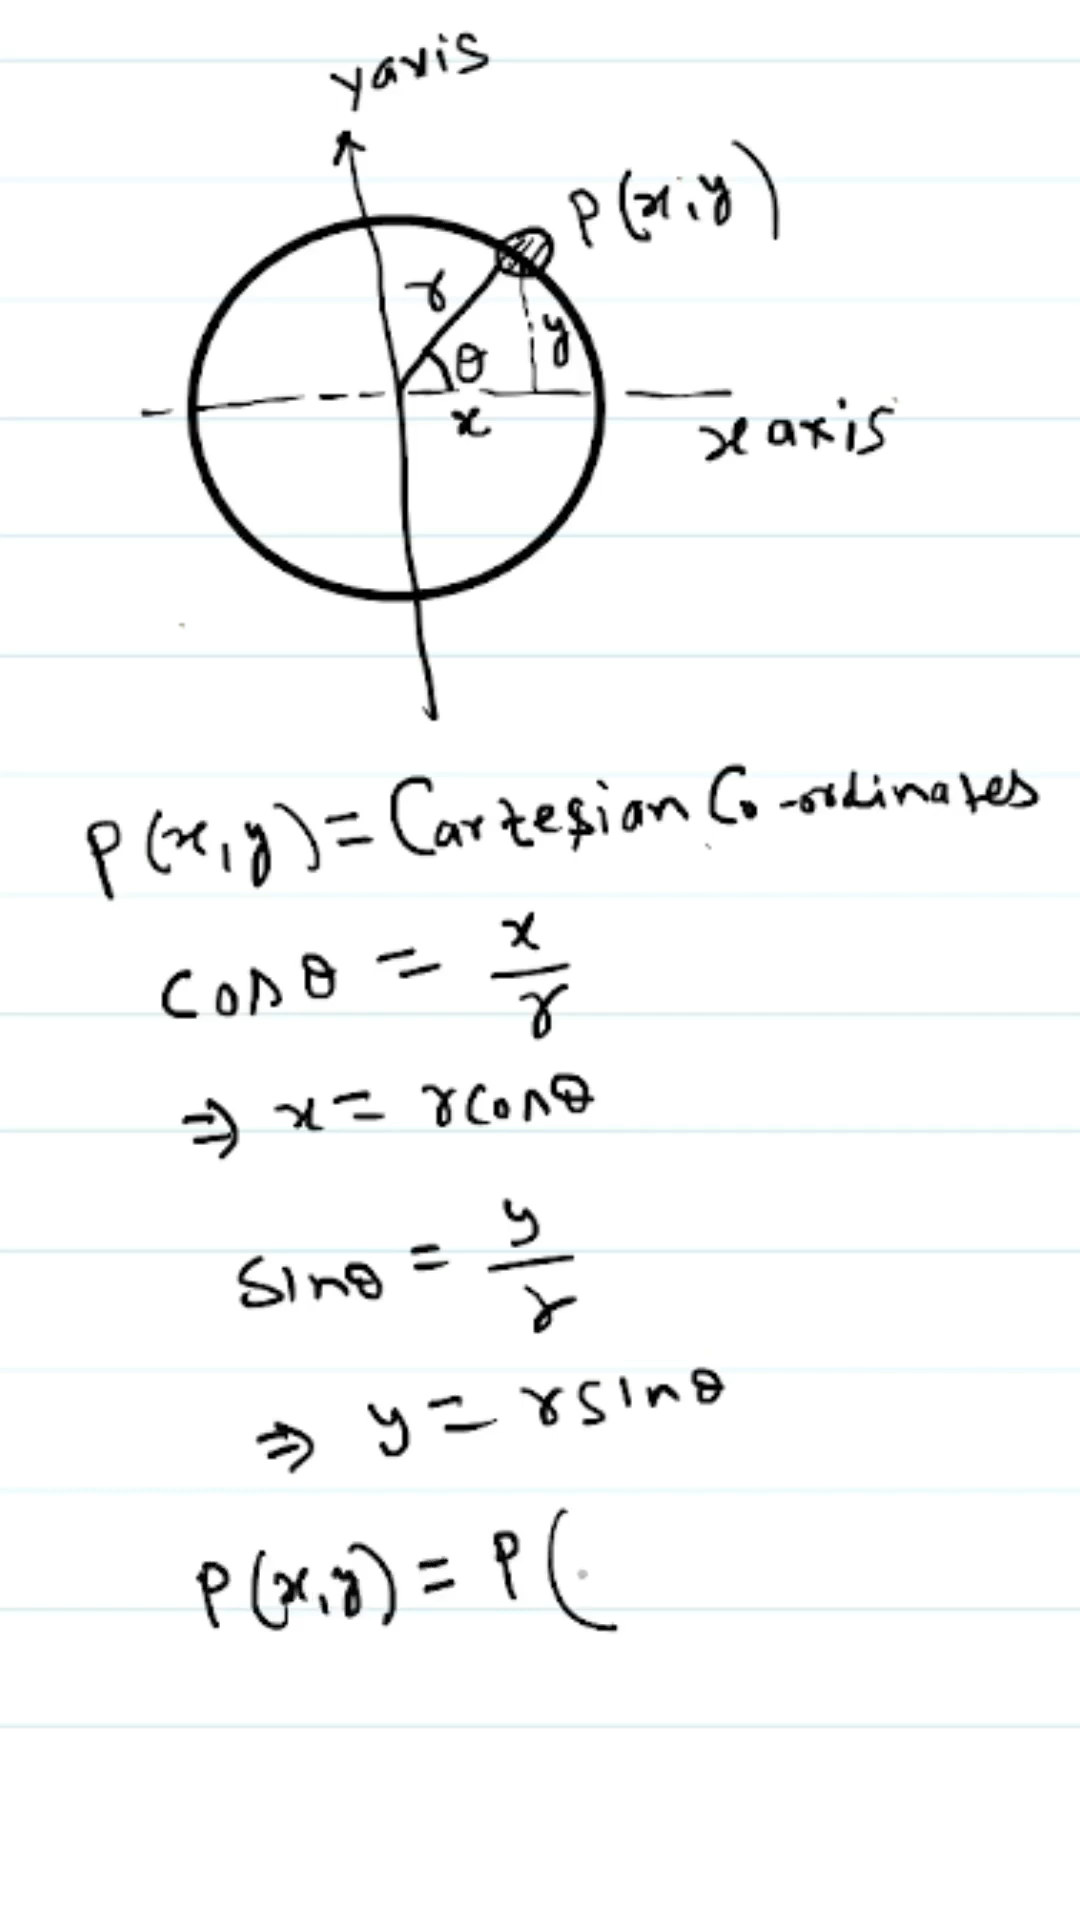 y axis
P(x,y)
r
θ
y
x
x axis
P(x,y) = Cartesian Co-ordinates
cos θ = x/r
⇒ x = r cos θ
sin θ = y/r
⇒ y = r sin θ
P(x,y) = P(